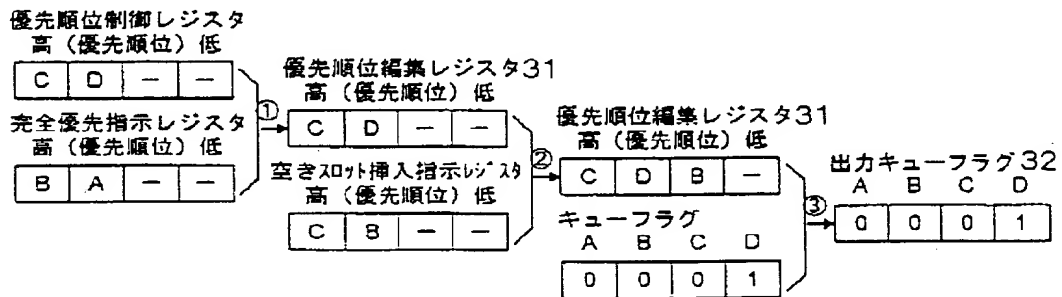 優先順位制御レジスタ
高（優先順位）低
C D － －
完全優先指示レジスタ
高（優先順位）低
B A － －
①
優先順位編集レジスタ31
高（優先順位）低
C D － －
空きスロット挿入指示レジスタ
高（優先順位）低
C B － －
②
優先順位編集レジスタ31
高（優先順位）低
C D B －
キューフラグ
A B C D
0 0 0 1
③
出力キューフラグ32
A B C D
0 0 0 1